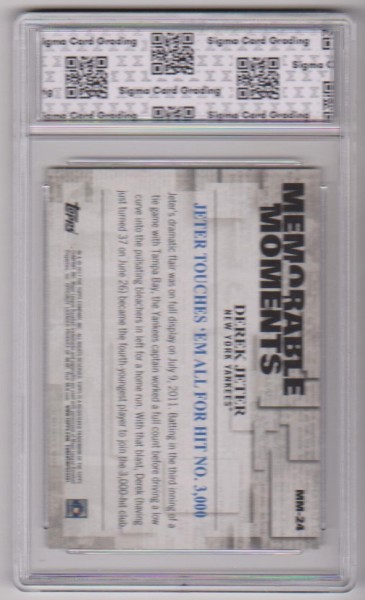 Sigma Card Grading
Sigma Card Grading
Sigma Card Grading
Sigma Card Grading
Sigma Card Grading
MEMORABLE
MOMENTS
MM-24
DEREK JETER
NEW YORK YANKEES
JETER TOUCHES 'EM ALL FOR HIT NO. 3,000
Jeter's dramatic flair was on full display on July 9, 2011. Batting in the third inning of a
tie game with Tampa Bay, the Yankees captain worked a full count before driving a low
curve into the pulsating bleachers in left for a home run. With that blast, Derek (having
just turned 37 on June 26) became the fourth-youngest player to join the 3,000-hit club.
Topps